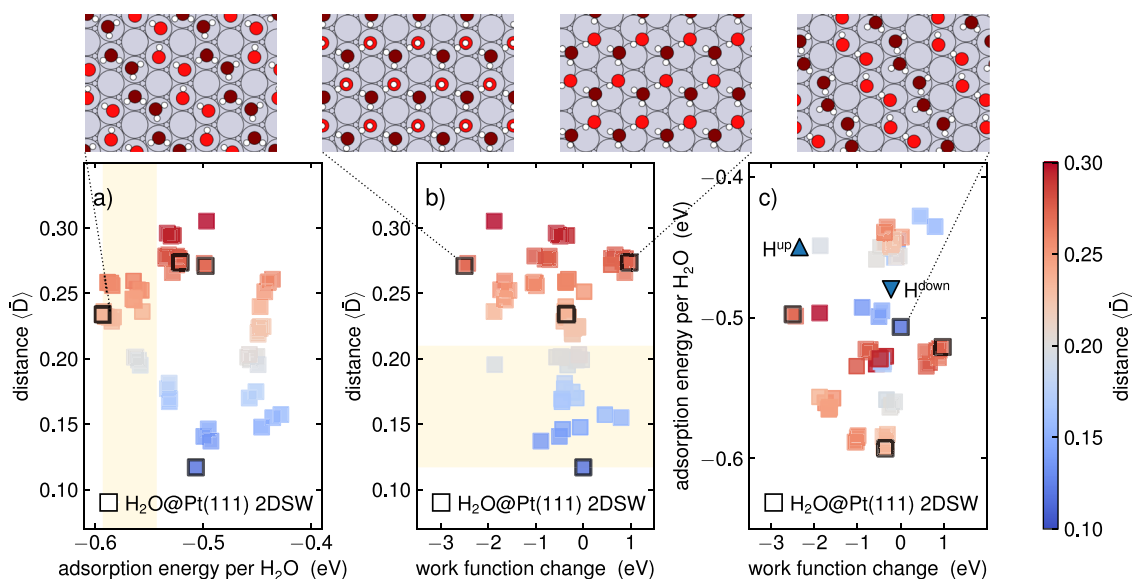 a)
distance ⟨D̄⟩
0.30
0.25
0.20
0.15
0.10
H₂O@Pt(111) 2DSW
−0.6 −0.5 −0.4
adsorption energy per H₂O (eV)
b)
distance ⟨D̄⟩
0.30
0.25
0.20
0.15
0.10
H₂O@Pt(111) 2DSW
−3 −2 −1 0 1
work function change (eV)
c)
adsorption energy per H₂O (eV)
−0.4
−0.5
−0.6
Hᵘᵖ
Hᵈᵒʷⁿ
H₂O@Pt(111) 2DSW
−3 −2 −1 0 1
work function change (eV)
0.30
0.25
0.20
0.15
0.10
distance ⟨D̄⟩